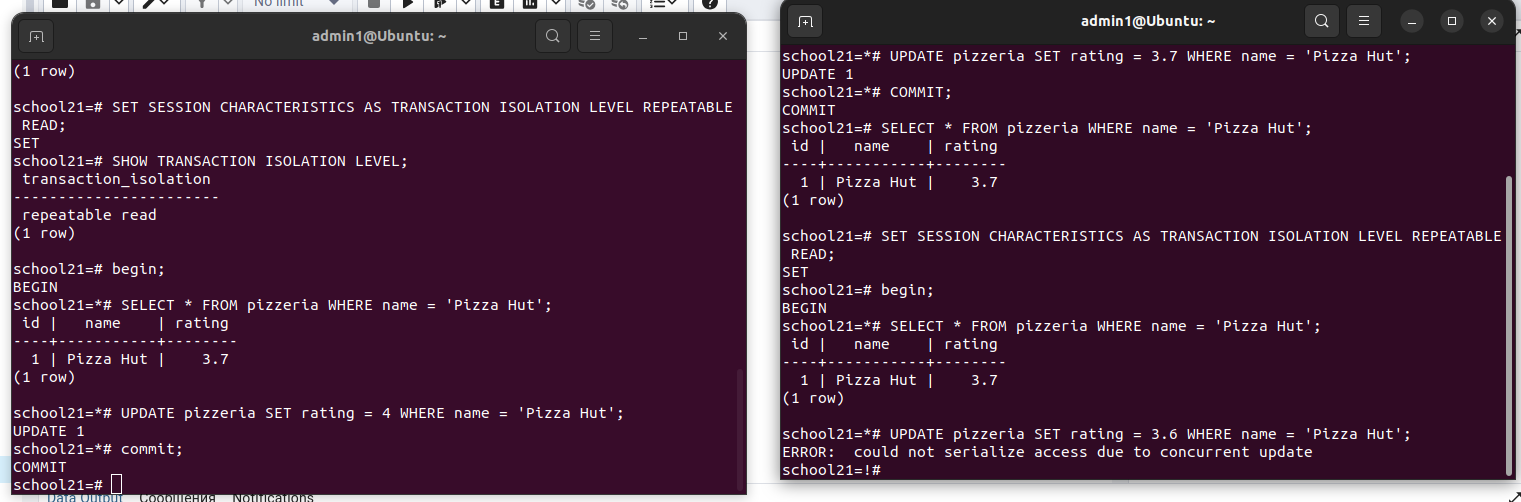 No limit
admin1@Ubuntu: ~
(1 row)
school21=# SET SESSION CHARACTERISTICS AS TRANSACTION ISOLATION LEVEL REPEATABLE
READ;
SET
school21=# SHOW TRANSACTION ISOLATION LEVEL;
transaction_isolation
-----------------------
repeatable read
(1 row)
school21=# begin;
BEGIN
school21=*# SELECT * FROM pizzeria WHERE name = 'Pizza Hut';
id |   name    | rating
----+-----------+--------
1 | Pizza Hut |    3.7
(1 row)
school21=*# UPDATE pizzeria SET rating = 4 WHERE name = 'Pizza Hut';
UPDATE 1
school21=*# commit;
COMMIT
school21=#
Data Output Сообщения Notifications
admin1@Ubuntu: ~
school21=*# UPDATE pizzeria SET rating = 3.7 WHERE name = 'Pizza Hut';
UPDATE 1
school21=*# COMMIT;
COMMIT
school21=# SELECT * FROM pizzeria WHERE name = 'Pizza Hut';
id |   name    | rating
----+-----------+--------
1 | Pizza Hut |    3.7
(1 row)
school21=# SET SESSION CHARACTERISTICS AS TRANSACTION ISOLATION LEVEL REPEATABLE
READ;
SET
school21=# begin;
BEGIN
school21=*# SELECT * FROM pizzeria WHERE name = 'Pizza Hut';
id |   name    | rating
----+-----------+--------
1 | Pizza Hut |    3.7
(1 row)
school21=*# UPDATE pizzeria SET rating = 3.6 WHERE name = 'Pizza Hut';
ERROR:  could not serialize access due to concurrent update
school21=!#